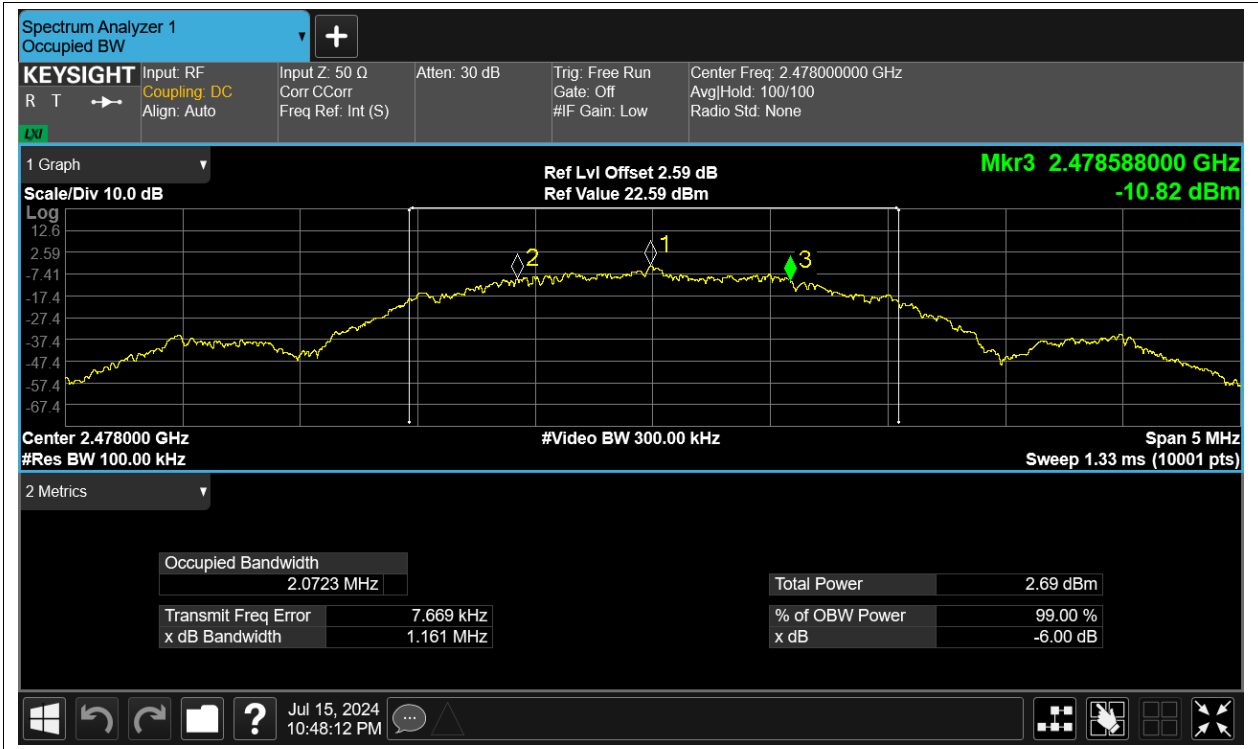 Spectrum Analyzer 1
Occupied BW
KEYSIGHT
R T
LXI
Input: RF
Coupling: DC
Align: Auto
Input Z: 50 Ω
Corr CCorr
Freq Ref: Int (S)
Atten: 30 dB
Trig: Free Run
Gate: Off
#IF Gain: Low
Center Freq: 2.478000000 GHz
Avg|Hold: 100/100
Radio Std: None
1 Graph
Scale/Div 10.0 dB
Ref Lvl Offset 2.59 dB
Ref Value 22.59 dBm
Mkr3 2.478588000 GHz
-10.82 dBm
Log
12.6
2.59
-7.41
-17.4
-27.4
-37.4
-47.4
-57.4
-67.4
2
1
3
Center 2.478000 GHz
#Video BW 300.00 kHz
Span 5 MHz
#Res BW 100.00 kHz
Sweep 1.33 ms (10001 pts)
2 Metrics
Occupied Bandwidth
2.0723 MHz
Total Power 2.69 dBm
Transmit Freq Error 7.669 kHz
% of OBW Power 99.00 %
x dB Bandwidth 1.161 MHz
x dB -6.00 dB
?
Jul 15, 2024
10:48:12 PM